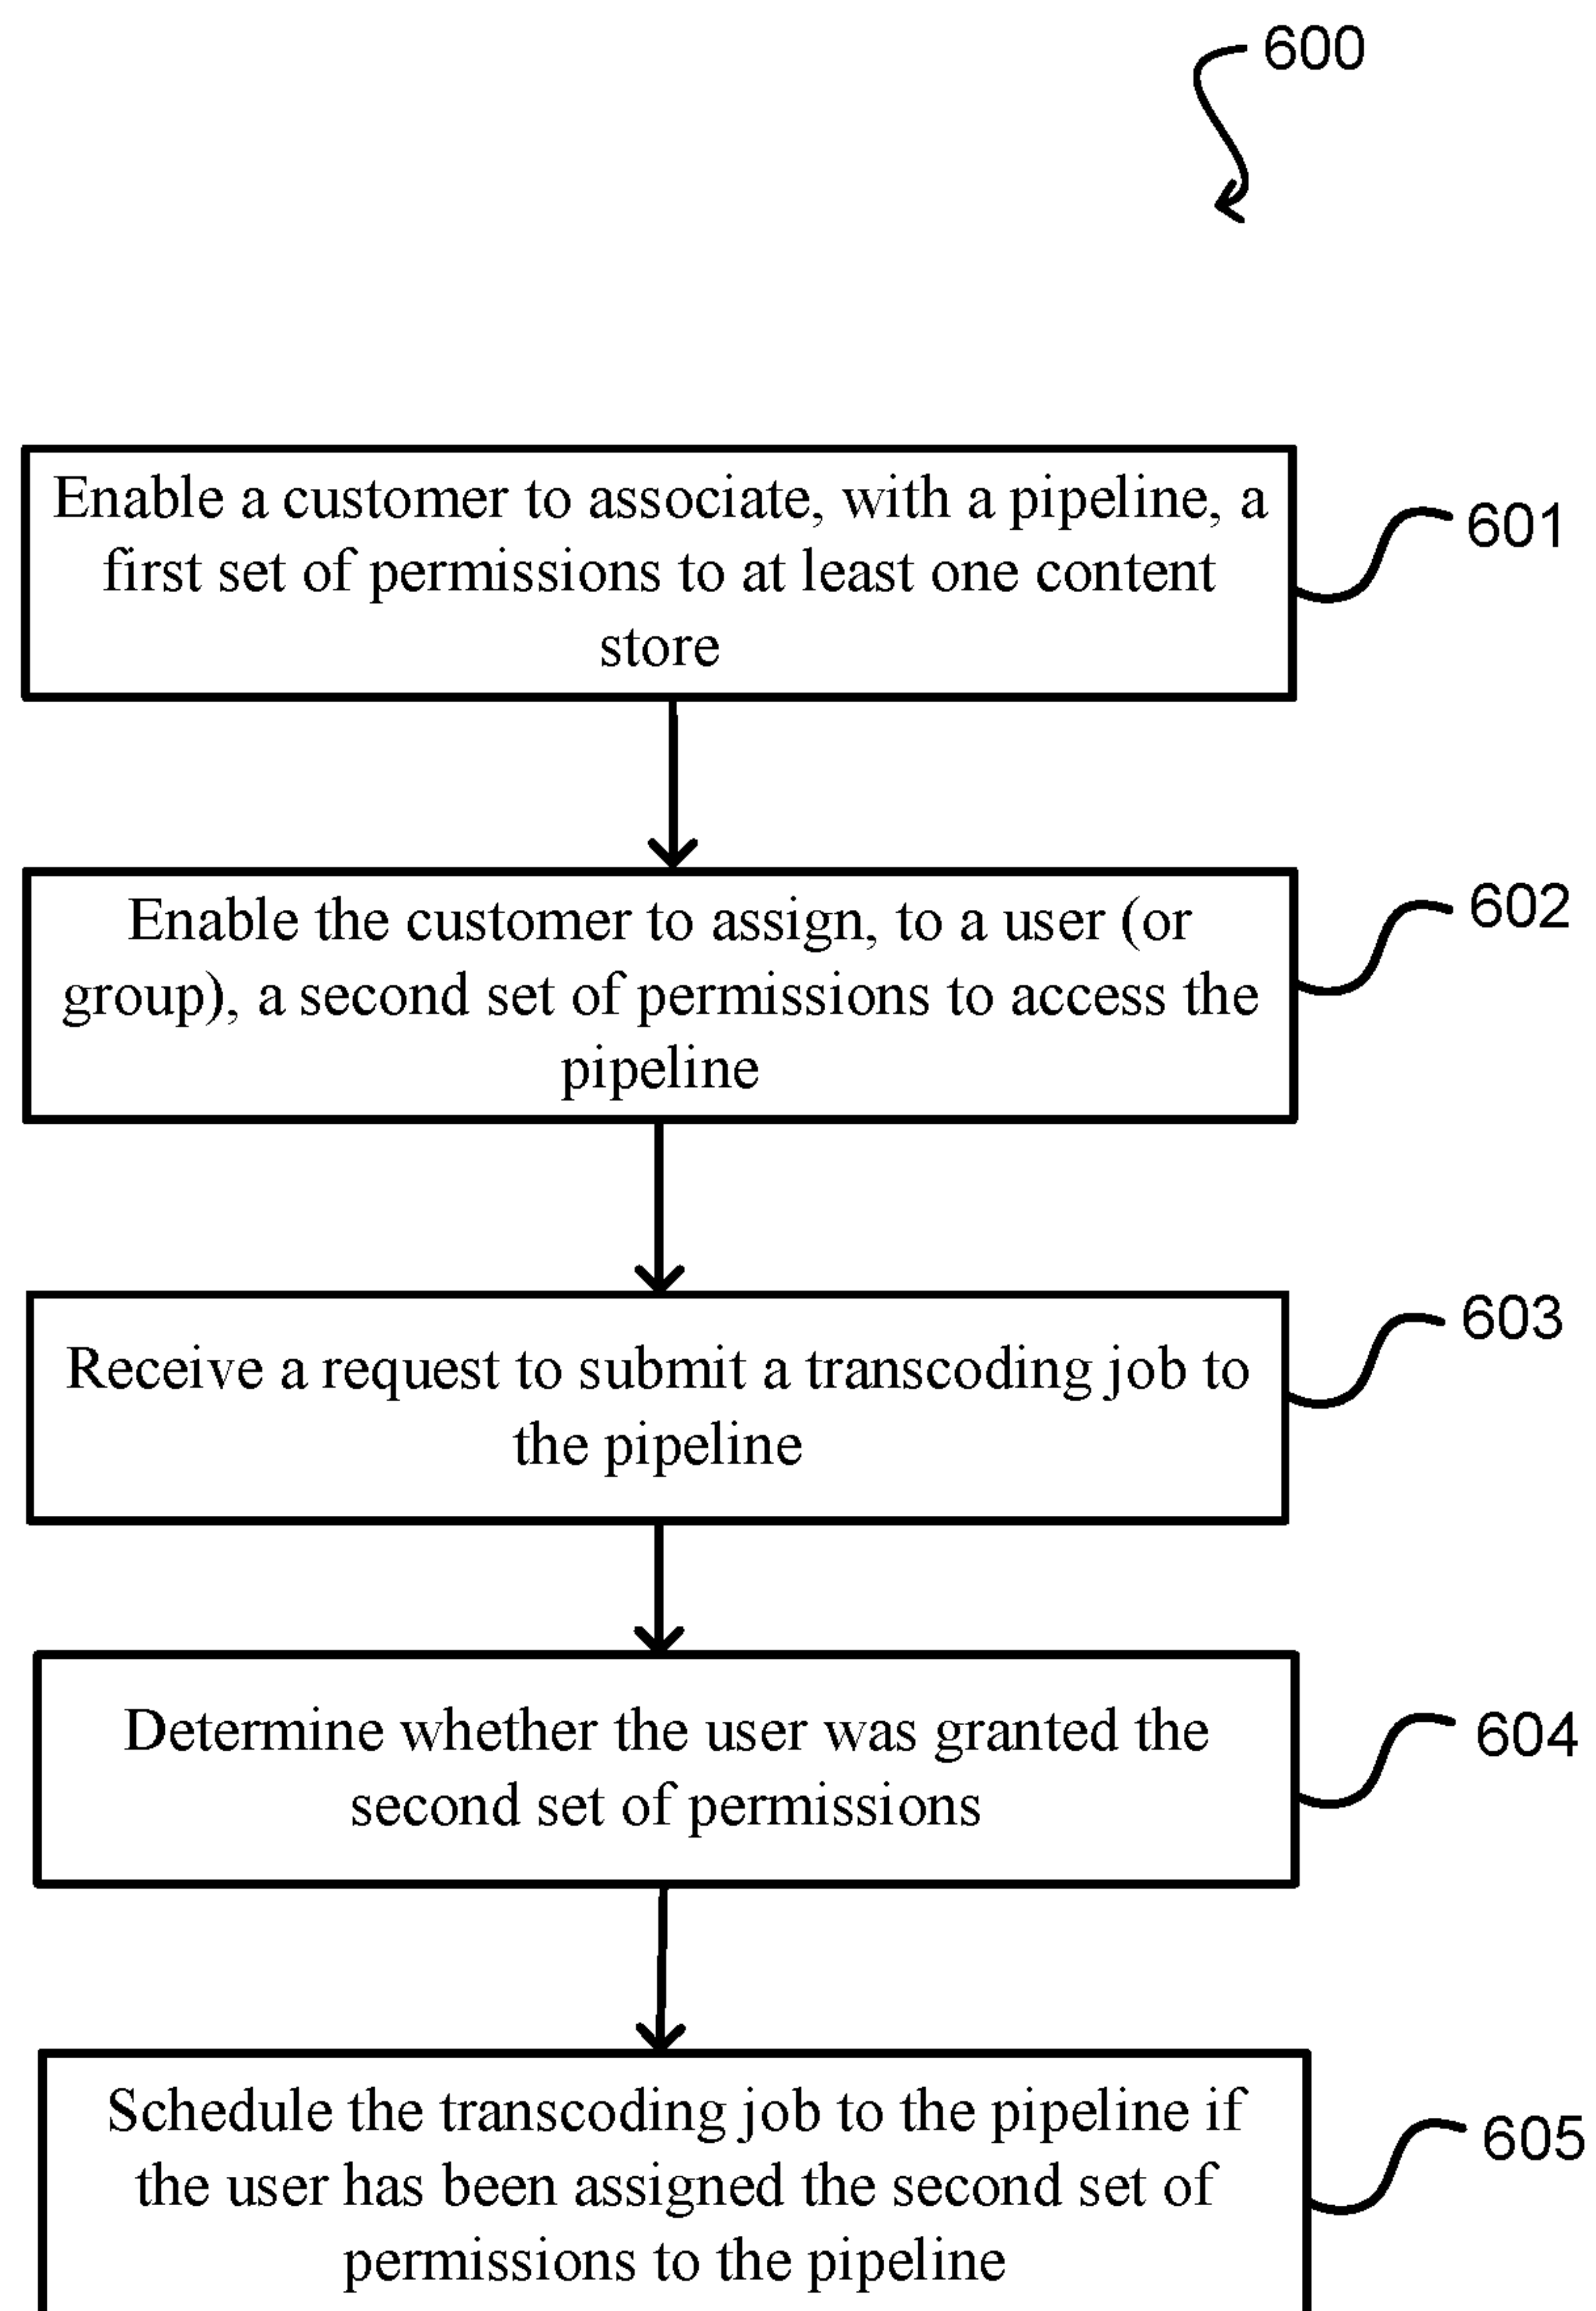 600
Enable a customer to associate, with a pipeline, a
first set of permissions to at least one content
store
601
Enable the customer to assign, to a user (or
group), a second set of permissions to access the
pipeline
602
Receive a request to submit a transcoding job to
the pipeline
603
Determine whether the user was granted the
second set of permissions
604
Schedule the transcoding job to the pipeline if
the user has been assigned the second set of
permissions to the pipeline
605